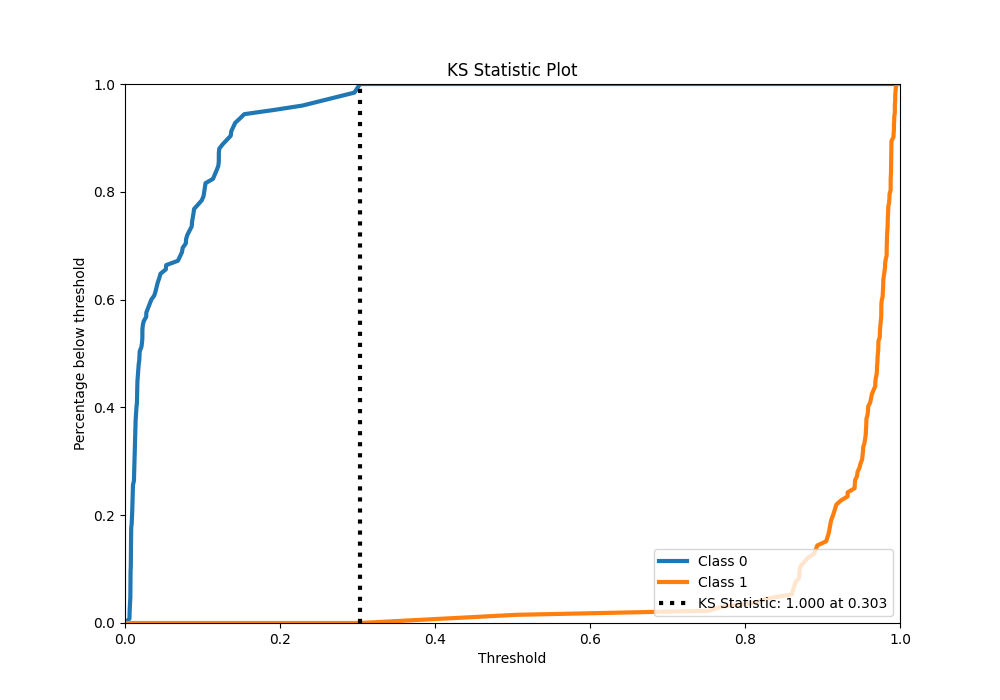 KS Statistic Plot
1.0
0.8
0.6
0.4
0.2
0.0
Percentage below threshold
0.0 0.2 0.4 0.6 0.8 1.0
Threshold
Class 0
Class 1
KS Statistic: 1.000 at 0.303